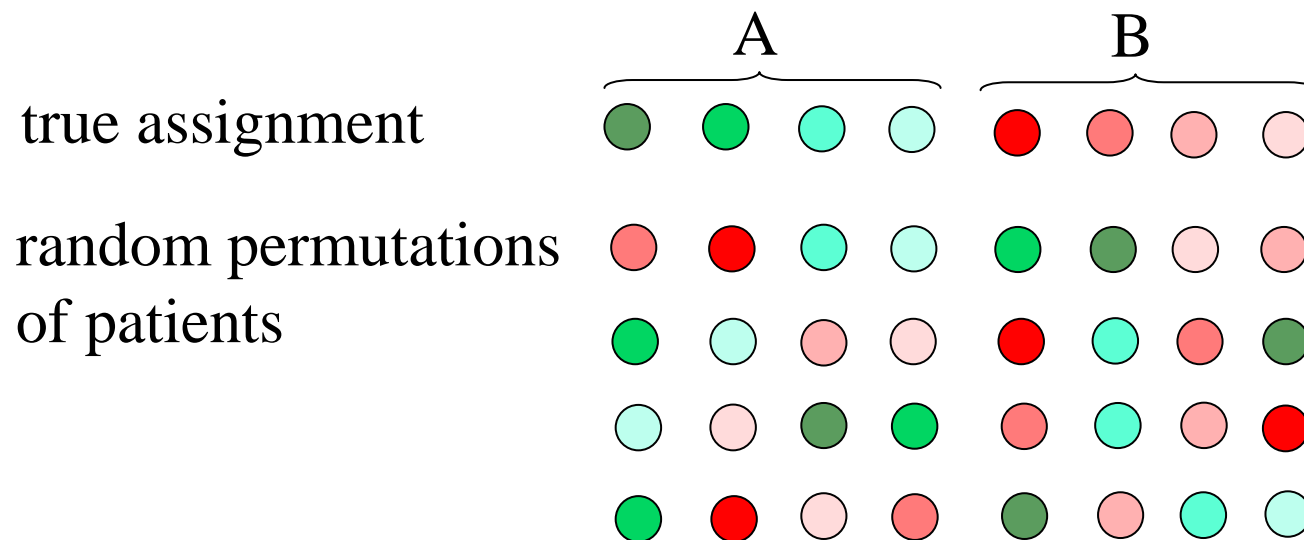 A B
true assignment
random permutations
of patients